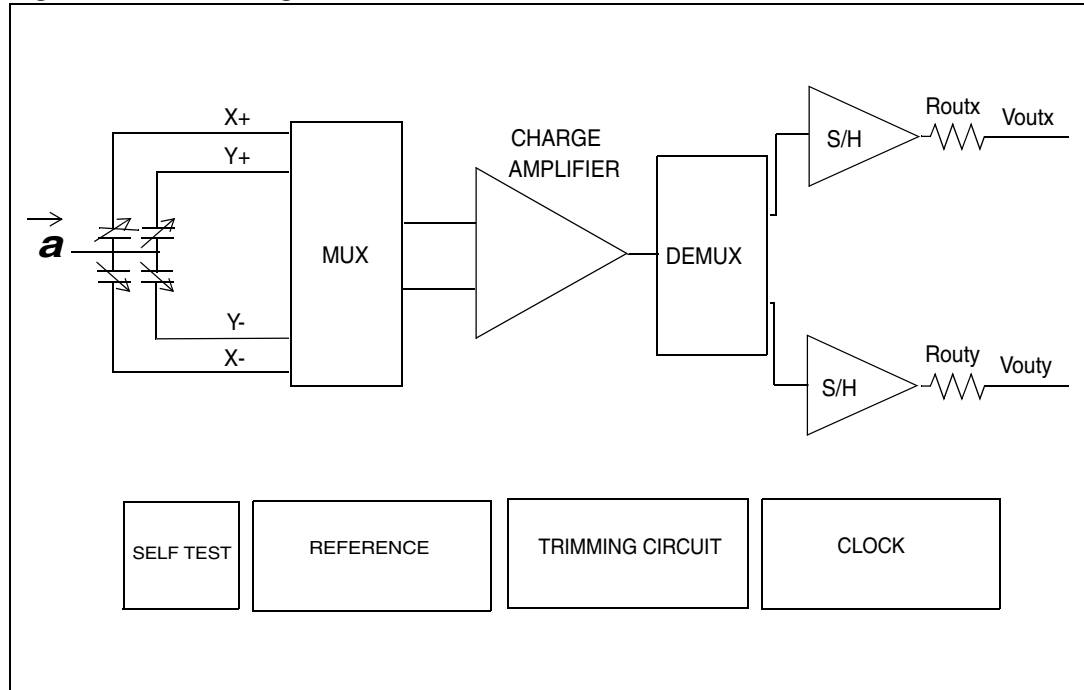 X+
Y+
a
Y-
X-
MUX
CHARGE
AMPLIFIER
DEMUX
S/H
Routx
Voutx
S/H
Routy
Vouty
SELF TEST
REFERENCE
TRIMMING CIRCUIT
CLOCK